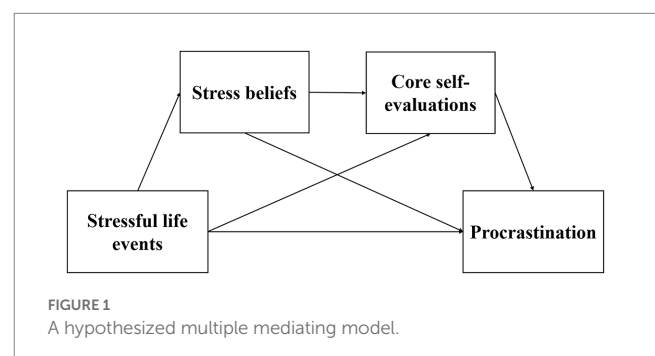 Stress beliefs
Core self-
evaluations
Stressful life
events
Procrastination
FIGURE 1
A hypothesized multiple mediating model.